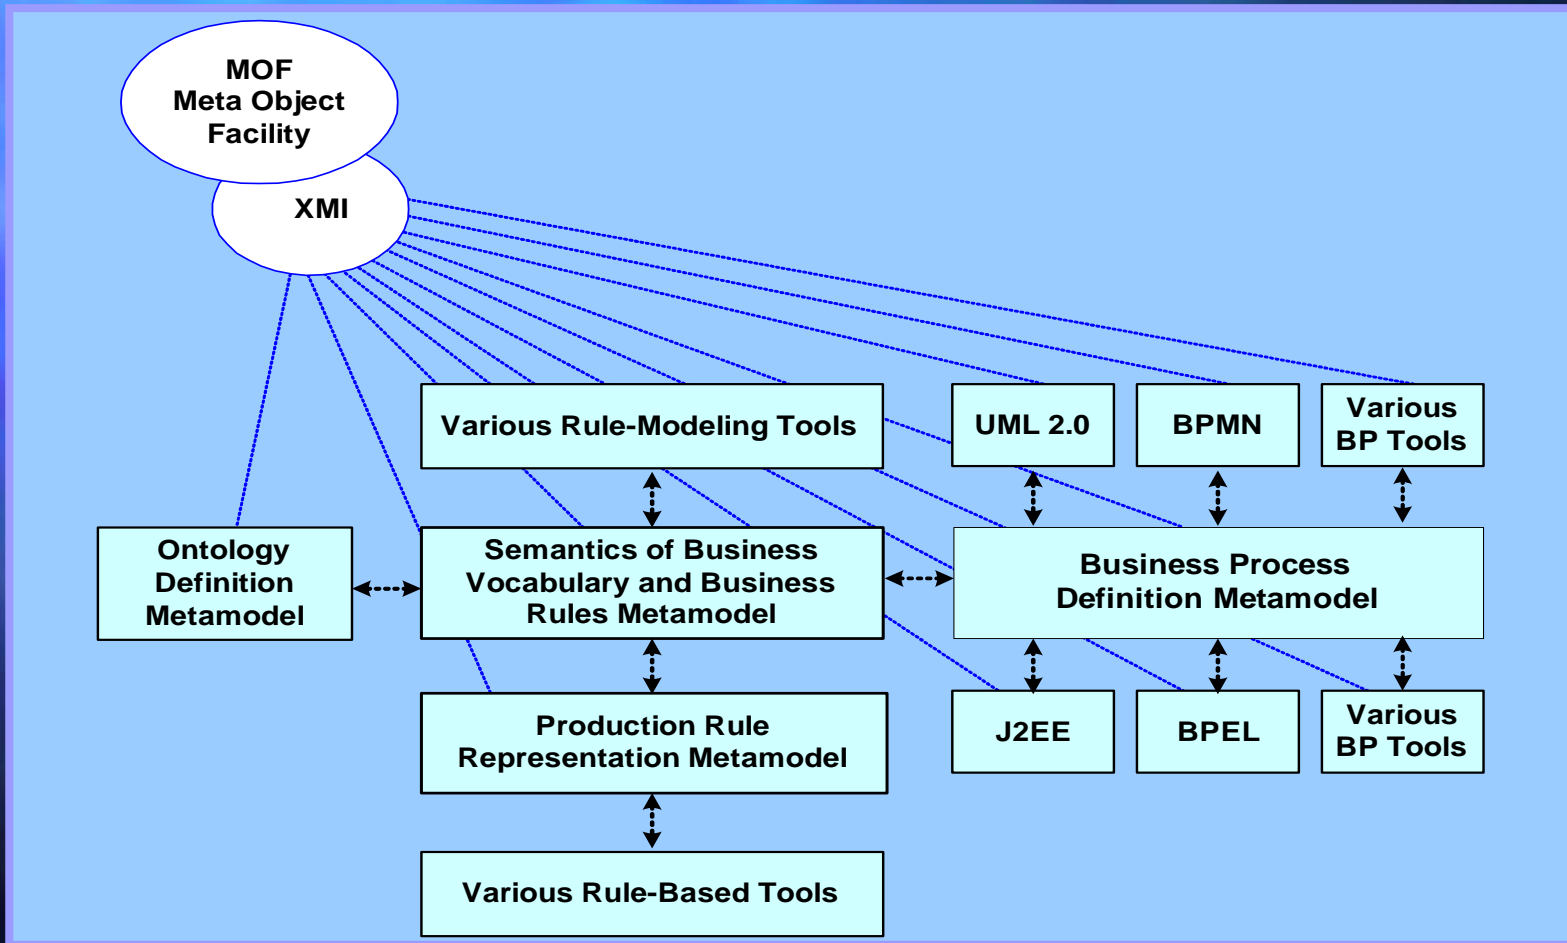 MOF
Meta Object
Facility
XMI
Various Rule-Modeling Tools
UML 2.0
BPMN
Various
BP Tools
Ontology
Definition
Metamodel
Semantics of Business
Vocabulary and Business
Rules Metamodel
Business Process
Definition Metamodel
Production Rule
Representation Metamodel
J2EE
BPEL
Various
BP Tools
Various Rule-Based Tools